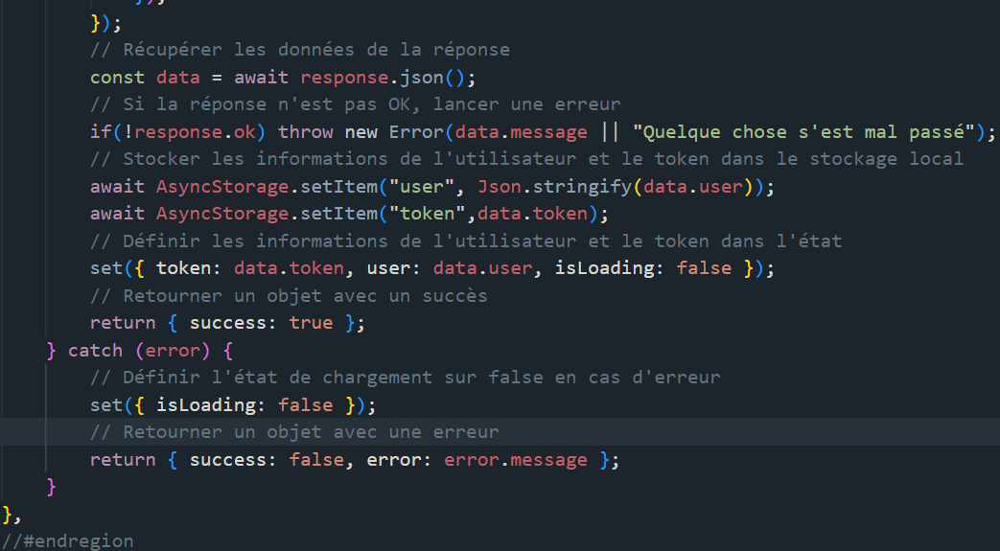 });
});
// Récupérer les données de la réponse
const data = await response.json();
// Si la réponse n'est pas OK, lancer une erreur
if(!response.ok) throw new Error(data.message || "Quelque chose s'est mal passé");
// Stocker les informations de l'utilisateur et le token dans le stockage local
await AsyncStorage.setItem("user", Json.stringify(data.user));
await AsyncStorage.setItem("token",data.token);
// Définir les informations de l'utilisateur et le token dans l'état
set({ token: data.token, user: data.user, isLoading: false });
// Retourner un objet avec un succès
return { success: true };
} catch (error) {
// Définir l'état de chargement sur false en cas d'erreur
set({ isLoading: false });
// Retourner un objet avec une erreur
return { success: false, error: error.message };
}
},
//#endregion